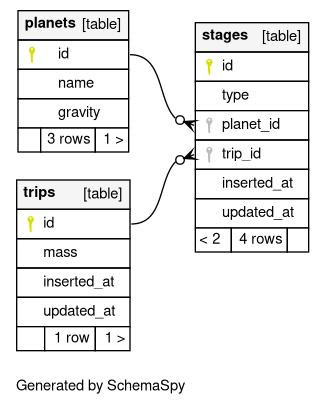 planets [table]
id
name
gravity
3 rows 1 >
stages [table]
id
type
planet_id
trip_id
inserted_at
updated_at
< 2 4 rows
trips [table]
id
mass
inserted_at
updated_at
1 row 1 >
Generated by SchemaSpy